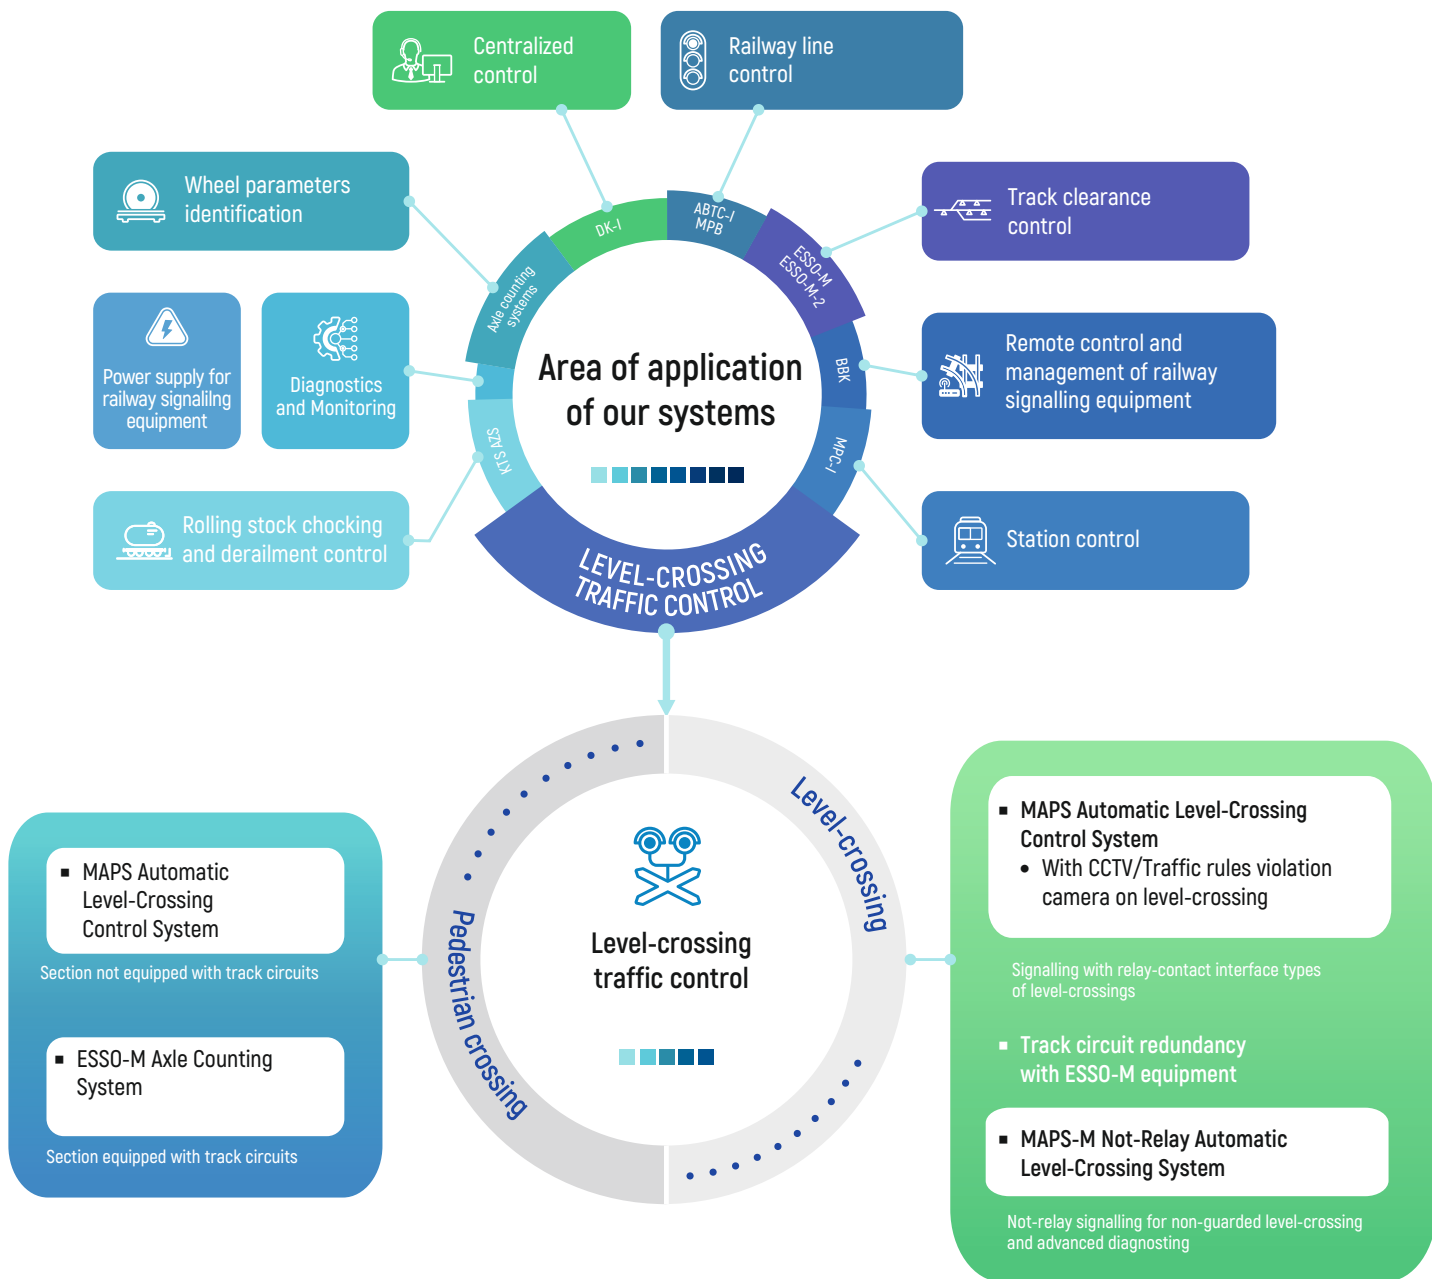 Centralized
control
Railway line
control
Wheel parameters
identification
Track clearance
control
Power supply for
railway signalilng
equipment
Diagnostics
and Monitoring
Remote control and
management of railway
signalling equipment
Rolling stock chocking
and derailment control
Station control
DK-I
ABTC-I
MPB
ESSO-M
ESSO-M-2
Axle counting
systems
BBK
KTS AZS
MPC-I
Area of application
of our systems
LEVEL-CROSSING
TRAFFIC CONTROL
Level-crossing
Pedestrian crossing
Level-crossing
traffic control
▪ MAPS Automatic
Level-Crossing
Control System
Section not equipped with track circuits
▪ ESSO-M Axle Counting
System
Section equipped with track circuits
▪ MAPS Automatic Level-Crossing
Control System
• With CCTV/Traffic rules violation
camera on level-crossing
Signalling with relay-contact interface types
of level-crossings
▪ Track circuit redundancy
with ESSO-M equipment
▪ MAPS-M Not-Relay Automatic
Level-Crossing System
Not-relay signalling for non-guarded level-crossing
and advanced diagnosting